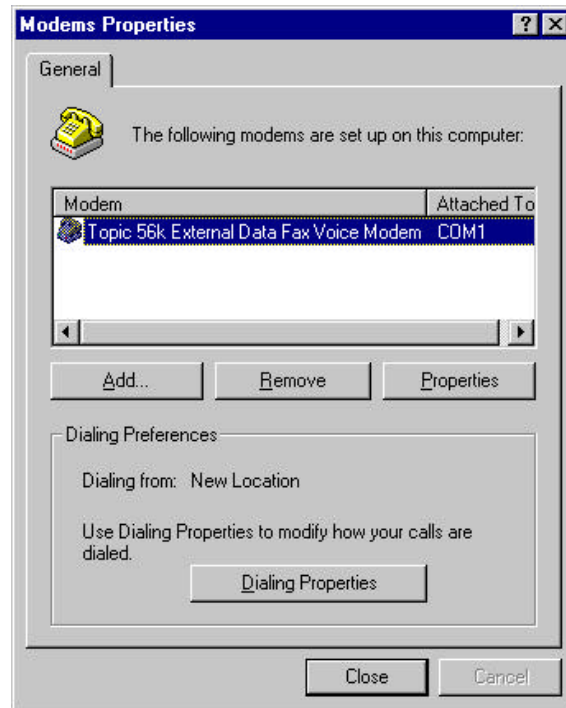 Modems Properties
General
The following modems are set up on this computer:
Modem Attached To
Topic 56k External Data Fax Voice Modem COM1
Add... Remove Properties
Dialing Preferences
Dialing from: New Location
Use Dialing Properties to modify how your calls are
dialed.
Dialing Properties
Close Cancel